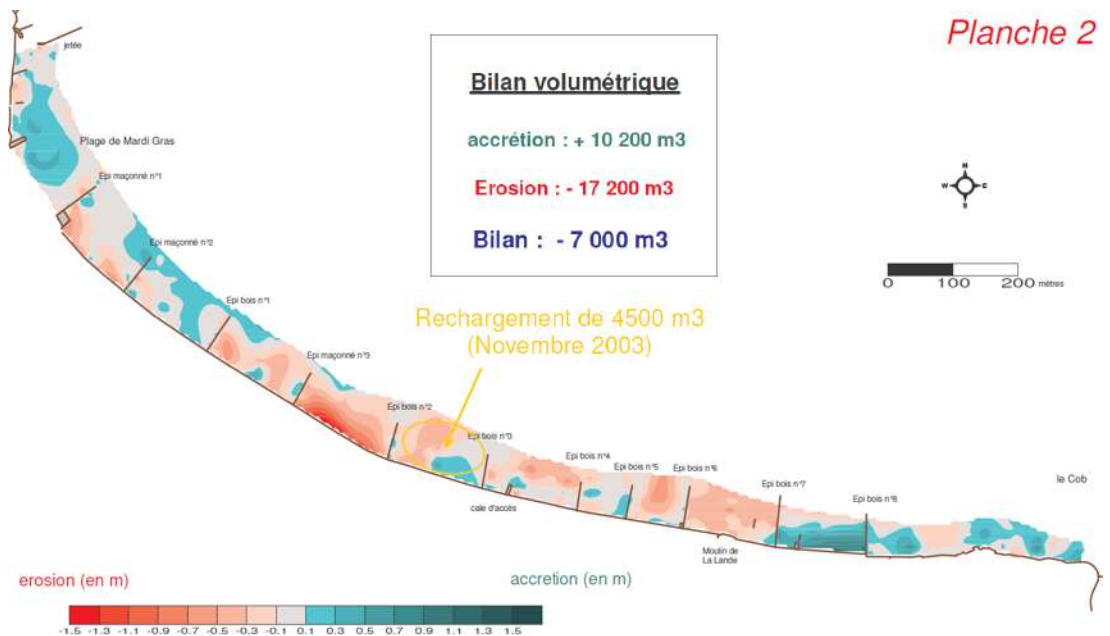 Planche 2
jetée
Bilan volumétrique
accrétion : + 10 200 m3
Erosion : - 17 200 m3
Bilan : - 7 000 m3
Plage de Mardi Gras
Epi maçonné n°1
N
W E
S
Epi maçonné n°2
0 100 200 mètres
Epi bois n°1
Rechargement de 4500 m3
(Novembre 2003)
Epi maçonné n°3
Epi bois n°2
Epi bois n°3
Epi bois n°4
Epi bois n°5
Epi bois n°6
Epi bois n°7
Epi bois n°8
le Cob
cale d'accès
Moulin de
La Lande
erosion (en m)
accretion (en m)
-1.5 -1.3 -1.1 -0.9 -0.7 -0.5 -0.3 -0.1 0.1 0.3 0.5 0.7 0.9 1.1 1.3 1.5